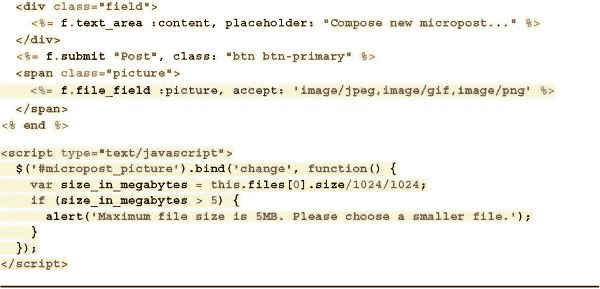 <div class="field">
<%= f.text_area :content, placeholder: "Compose new micropost..." %>
</div>
<%= f.submit "Post", class: "btn btn-primary" %>
<span class="picture">
<%= f.file_field :picture, accept: 'image/jpeg,image/gif,image/png' %>
</span>
<% end %>
<script type="text/javascript">
$('#micropost_picture').bind('change', function() {
var size_in_megabytes = this.files[0].size/1024/1024;
if (size_in_megabytes > 5) {
alert('Maximum file size is 5MB. Please choose a smaller file.');
}
});
</script>